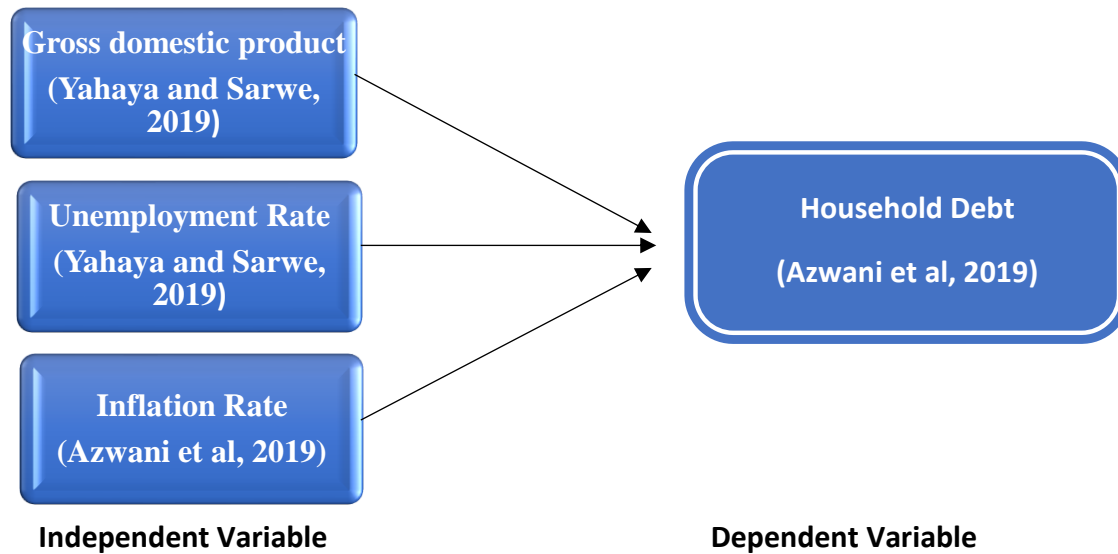 Gross domestic product
(Yahaya and Sarwe,
2019)
Unemployment Rate
(Yahaya and Sarwe,
2019)
Inflation Rate
(Azwani et al, 2019)
Independent Variable
Household Debt
(Azwani et al, 2019)
Dependent Variable